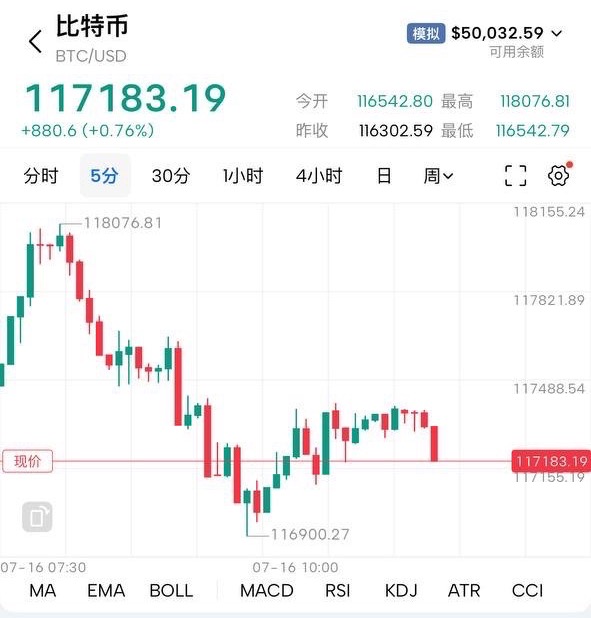 比特币
模拟 $50,032.59
BTC/USD
可用余额
117183.19
+880.6 (+0.76%)
今开 116542.80 最高 118076.81
昨收 116302.59 最低 116542.79
分时 5分 30分 1小时 4小时 日 周
118155.24
118076.81
117821.89
117488.54
现价 117183.19
117155.19
116900.27
07-16 07:30 07-16 10:00
MA EMA BOLL MACD RSI KDJ ATR CCI